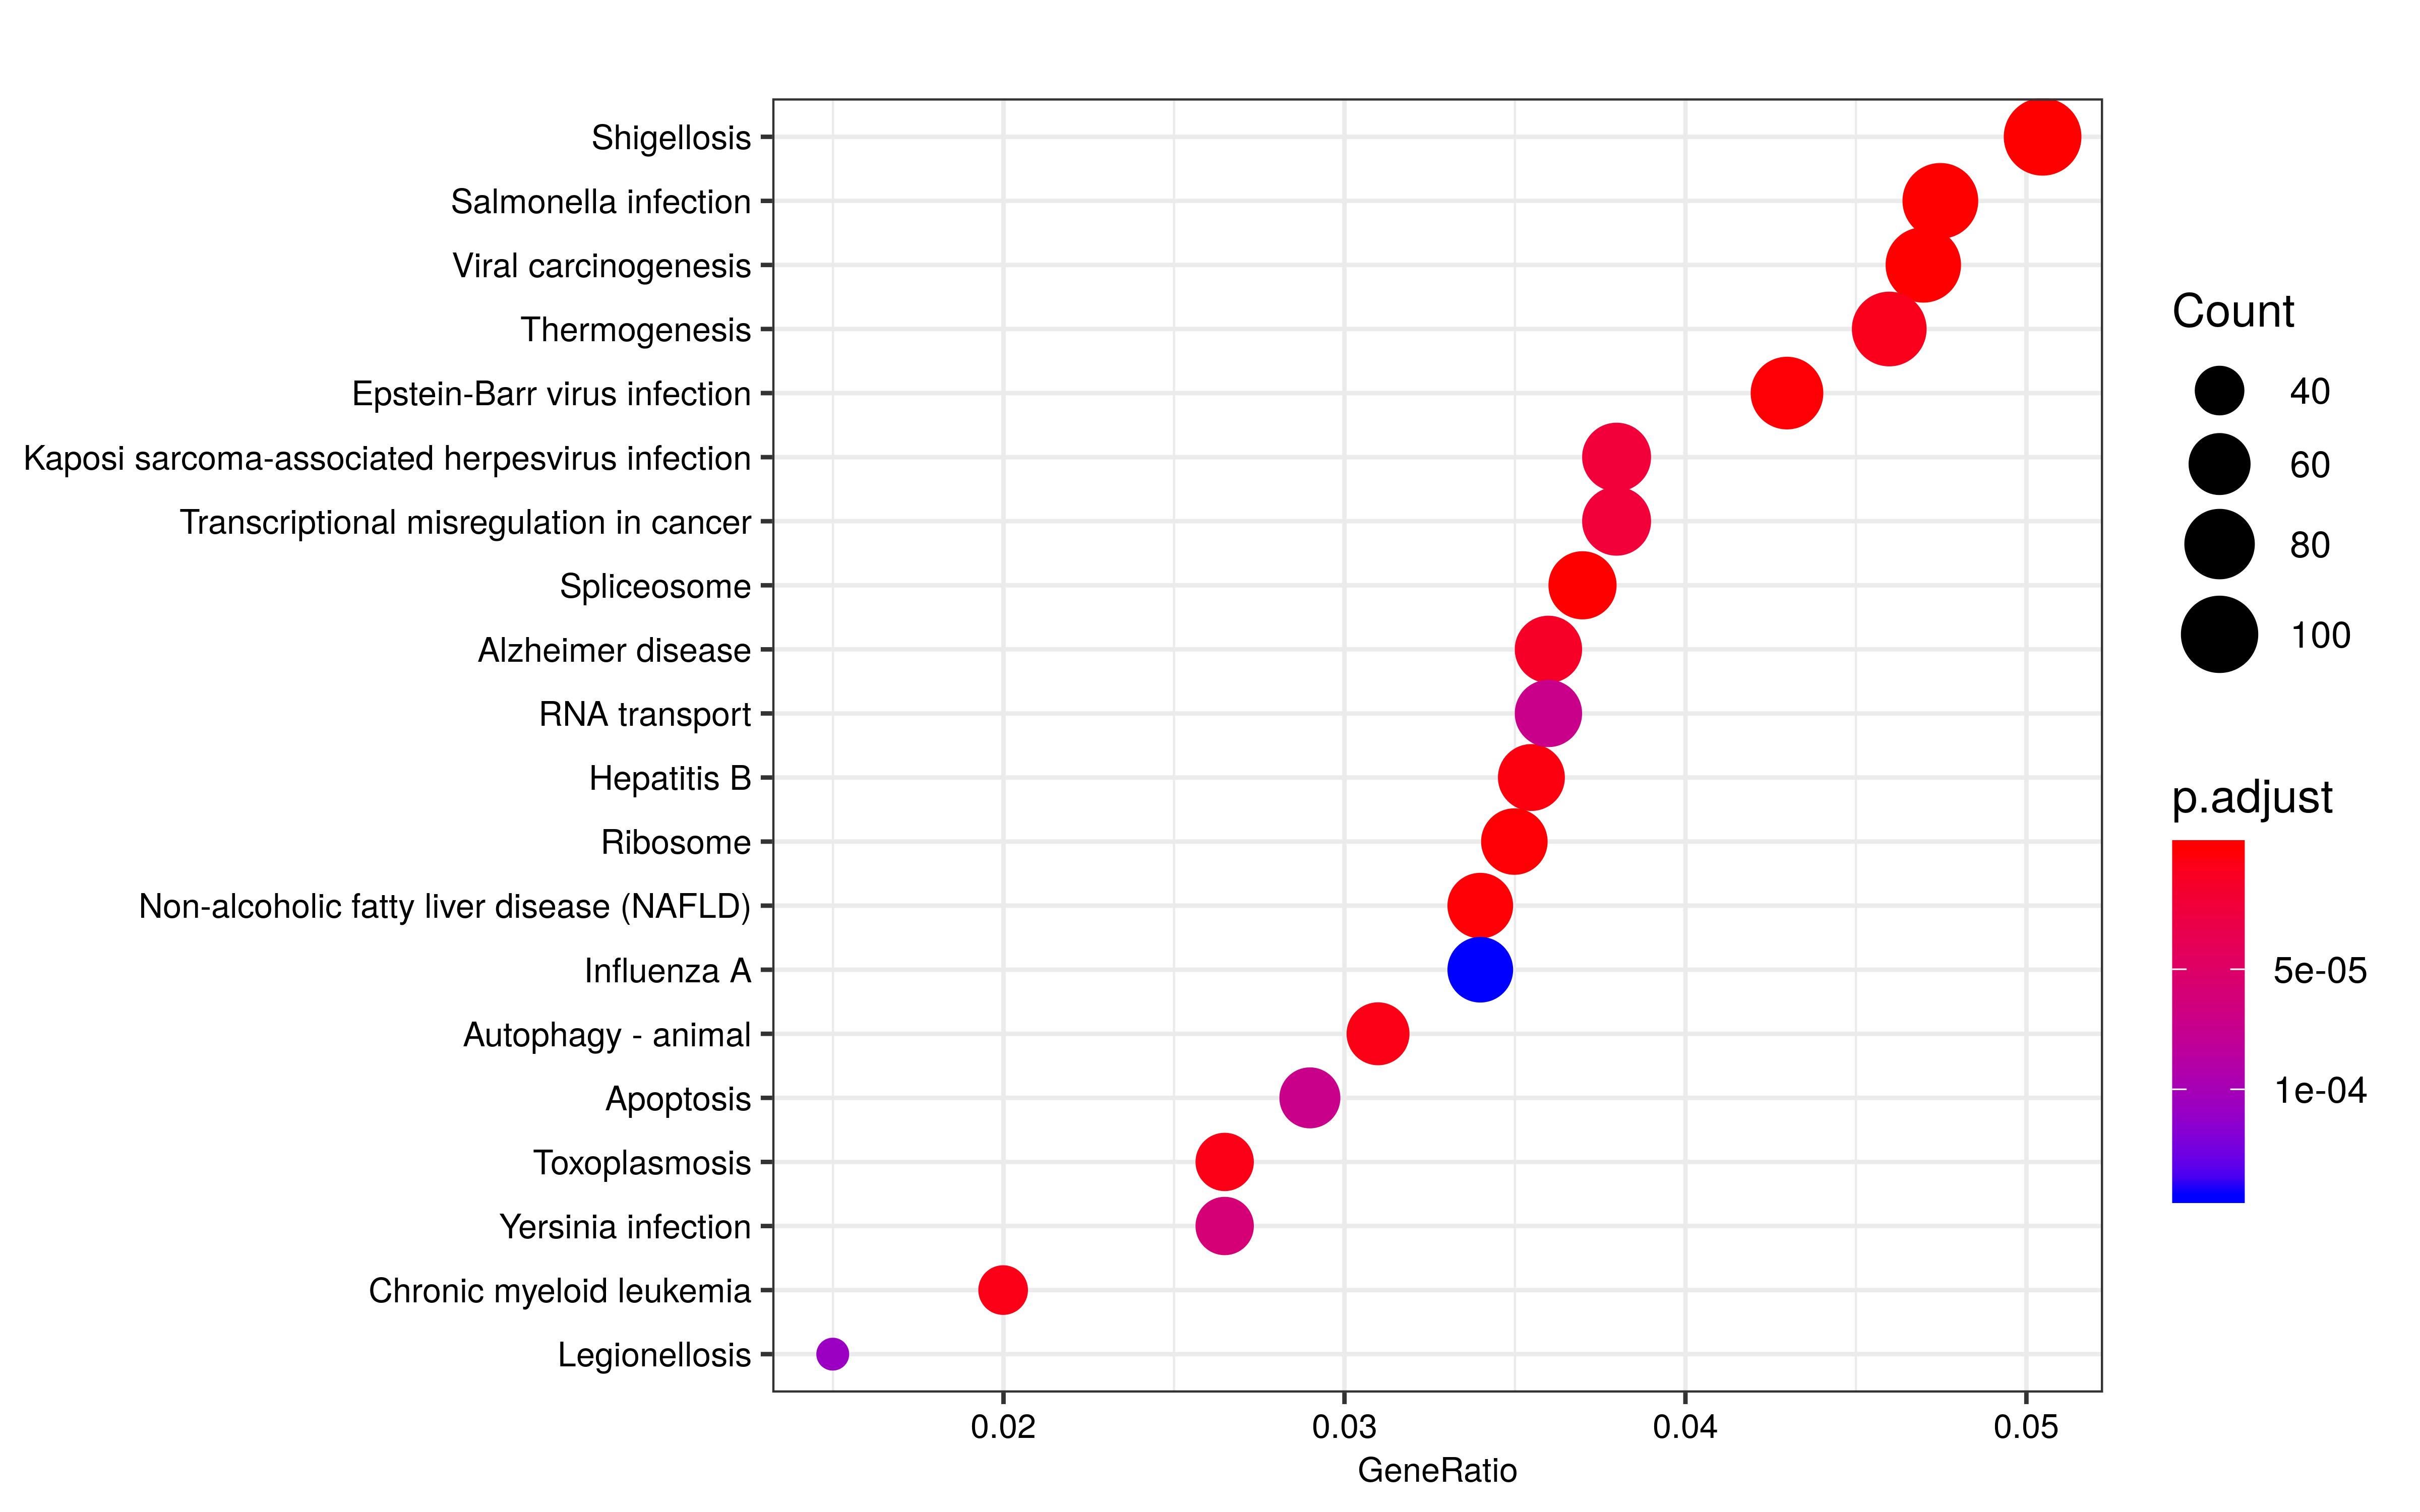 Shigellosis
Salmonella infection
Viral carcinogenesis
Thermogenesis
Epstein-Barr virus infection
Kaposi sarcoma-associated herpesvirus infection
Transcriptional misregulation in cancer
Spliceosome
Alzheimer disease
RNA transport
Hepatitis B
Ribosome
Non-alcoholic fatty liver disease (NAFLD)
Influenza A
Autophagy - animal
Apoptosis
Toxoplasmosis
Yersinia infection
Chronic myeloid leukemia
Legionellosis
0.02 0.03 0.04 0.05
GeneRatio
Count
40
60
80
100
p.adjust
5e-05
1e-04